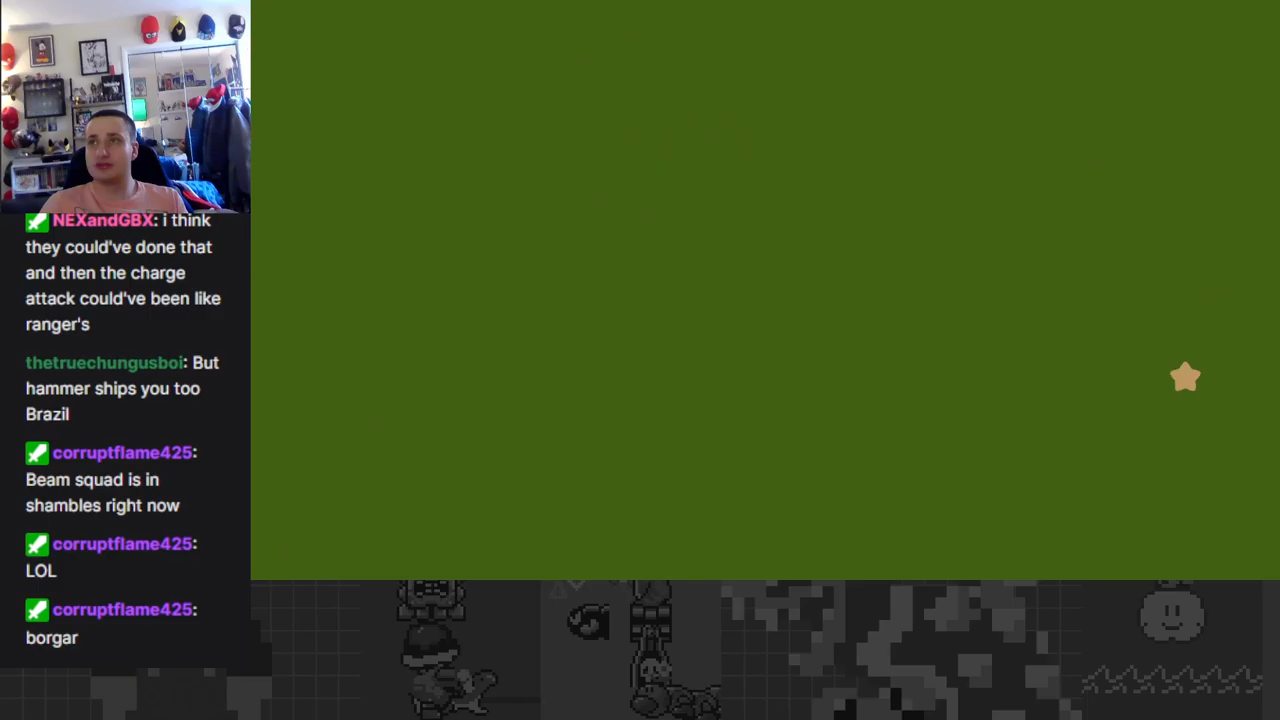 NEXandGBX: i think
they could've done that
and then the charge
attack could've been like
ranger's
thetruechungusboi: But
hammer ships you too
Brazil
corruptflame425:
Beam squad is in
shambles right now
corruptflame425:
LOL
corruptflame425:
borgar